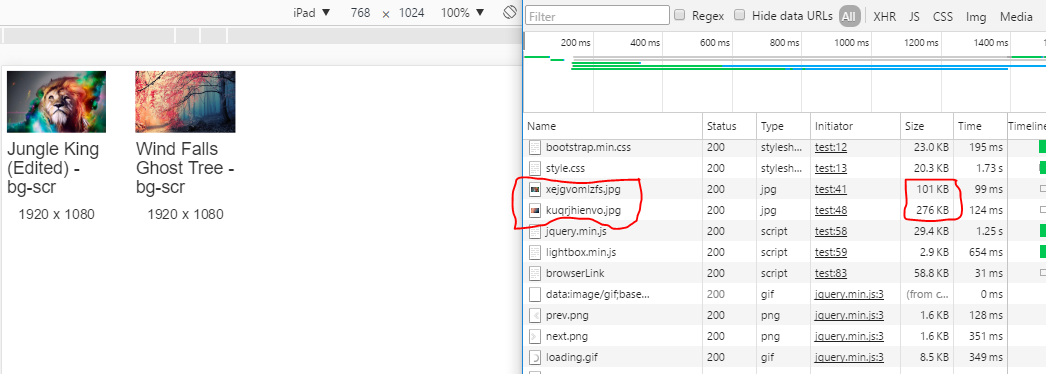 iPad ▼ 768 × 1024 100% ▼
Filter Regex Hide data URLs All XHR JS CSS Img Media
200 ms 400 ms 600 ms 800 ms 1000 ms 1200 ms 1400 ms
Name Status Type Initiator Size Time Timeline
bootstrap.min.css 200 stylesh... test:12 23.0 KB 195 ms
style.css 200 stylesh... test:13 20.3 KB 1.73 s
xejgvomlzfs.jpg 200 jpg test:41 101 KB 99 ms
kuqrjhienvo.jpg 200 jpg test:48 276 KB 124 ms
jquery.min.js 200 script test:58 29.4 KB 1.25 s
lightbox.min.js 200 script test:59 2.9 KB 654 ms
browserLink 200 script test:83 58.8 KB 31 ms
data:image/gif;base... 200 gif jquery.min.js:3 (from c... 0 ms
prev.png 200 png jquery.min.js:3 1.6 KB 128 ms
next.png 200 png jquery.min.js:3 1.6 KB 351 ms
loading.gif 200 gif jquery.min.js:3 8.5 KB 349 ms
Jungle King
(Edited) -
bg-scr
1920 x 1080
Wind Falls
Ghost Tree -
bg-scr
1920 x 1080